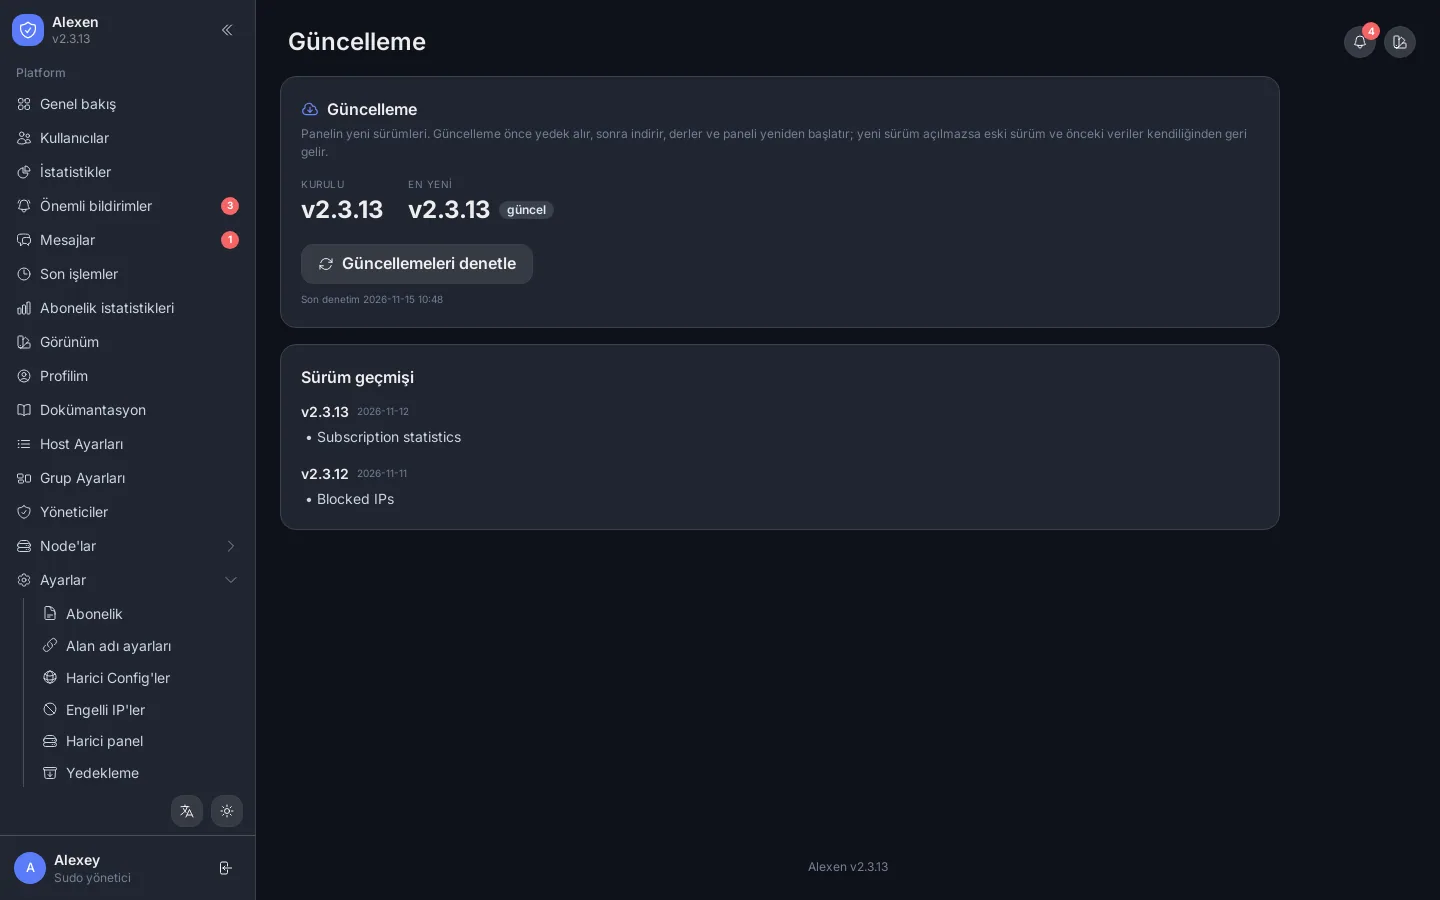 Alexen
v2.3.13
Platform
Genel bakış
Kullanıcılar
İstatistikler
Önemli bildirimler 3
Mesajlar 1
Son işlemler
Abonelik istatistikleri
Görünüm
Profilim
Dokümantasyon
Host Ayarları
Grup Ayarları
Yöneticiler
Node'lar
Ayarlar
Abonelik
Alan adı ayarları
Harici Config'ler
Engelli IP'ler
Harici panel
Yedekleme
A
Alexey
Sudo yönetici
Güncelleme
4
Güncelleme
Panelin yeni sürümleri. Güncelleme önce yedek alır, sonra indirir, derler ve paneli yeniden başlatır; yeni sürüm açılmazsa eski sürüm ve önceki veriler kendiliğinden geri
gelir.
KURULU EN YENİ
v2.3.13 v2.3.13 güncel
Güncellemeleri denetle
Son denetim 2026-11-15 10:48
Sürüm geçmişi
v2.3.13 2026-11-12
• Subscription statistics
v2.3.12 2026-11-11
• Blocked IPs
Alexen v2.3.13